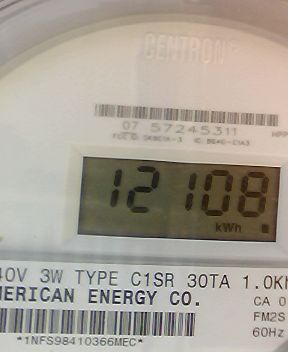 CENTRON®
07 57245311
12108
kWh
40V 3W TYPE C1SR 30TA 1.0Kh
MERICAN ENERGY CO.
CA 0
FM2S
60Hz
*1NFS98410366MEC*